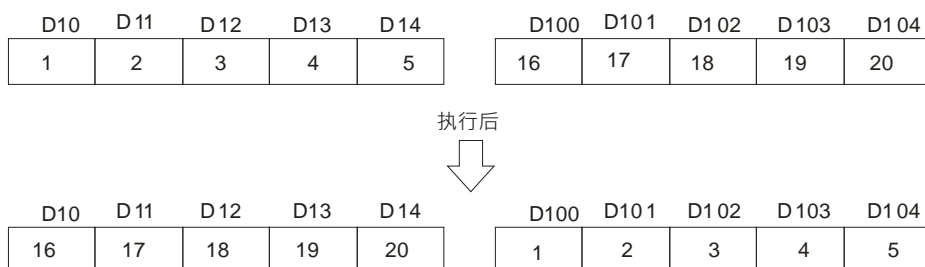 D10 D11 D12 D13 D14 D100 D101 D102 D103 D104
1 2 3 4 5 16 17 18 19 20
执行后
D10 D11 D12 D13 D14 D100 D101 D102 D103 D104
16 17 18 19 20 1 2 3 4 5